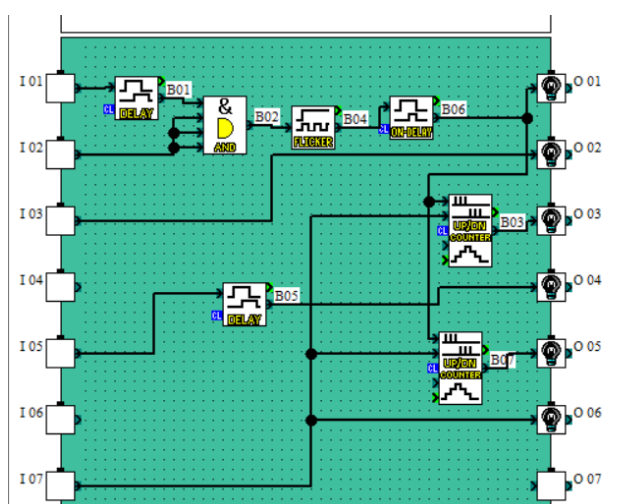 I 01
B01
CL
DELAY
&
AND
B02
FLICKER
B04
CL
ON-DELAY
B06
O 01
I 02
O 02
I 03
CL
UP/DN
COUNTER
B03
O 03
I 04
CL
DELAY
B05
O 04
I 05
CL
UP/DN
COUNTER
B07
O 05
I 06
O 06
I 07
O 07